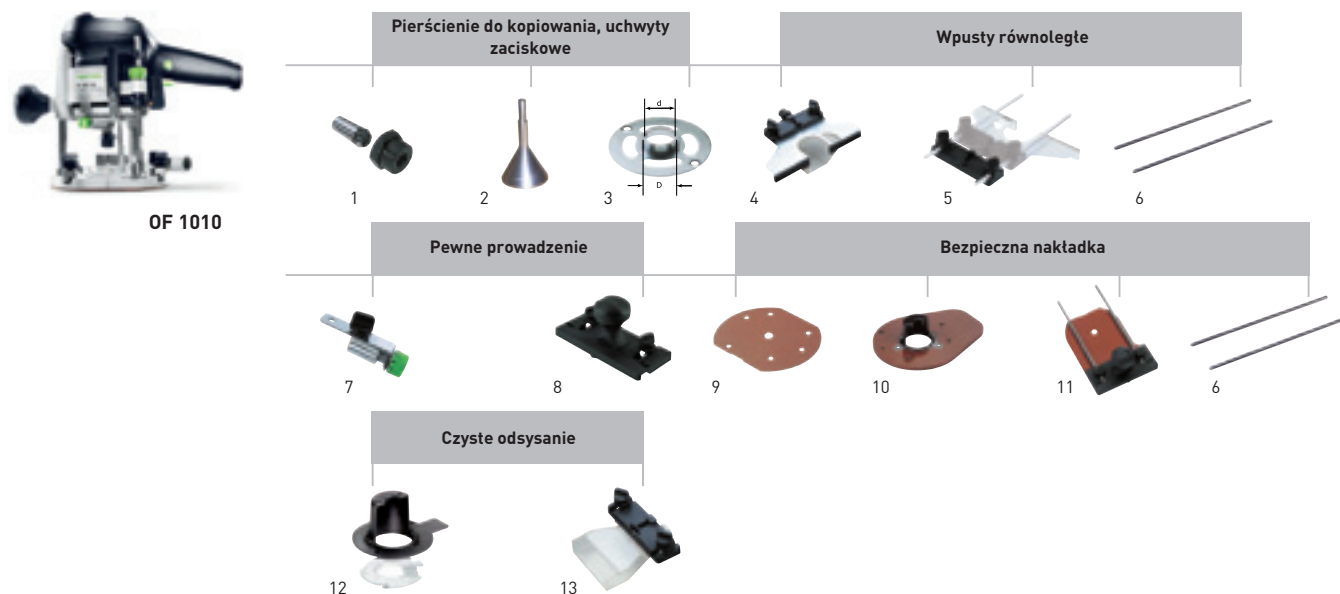 Pierścienie do kopiowania, uchwyty
zaciskowe
Wpusty równoległe
d
D
1
2
3
4
5
6
OF 1010
Pewne prowadzenie
Bezpieczna nakładka
7
8
9
10
11
6
Czyste odsysanie
12
13